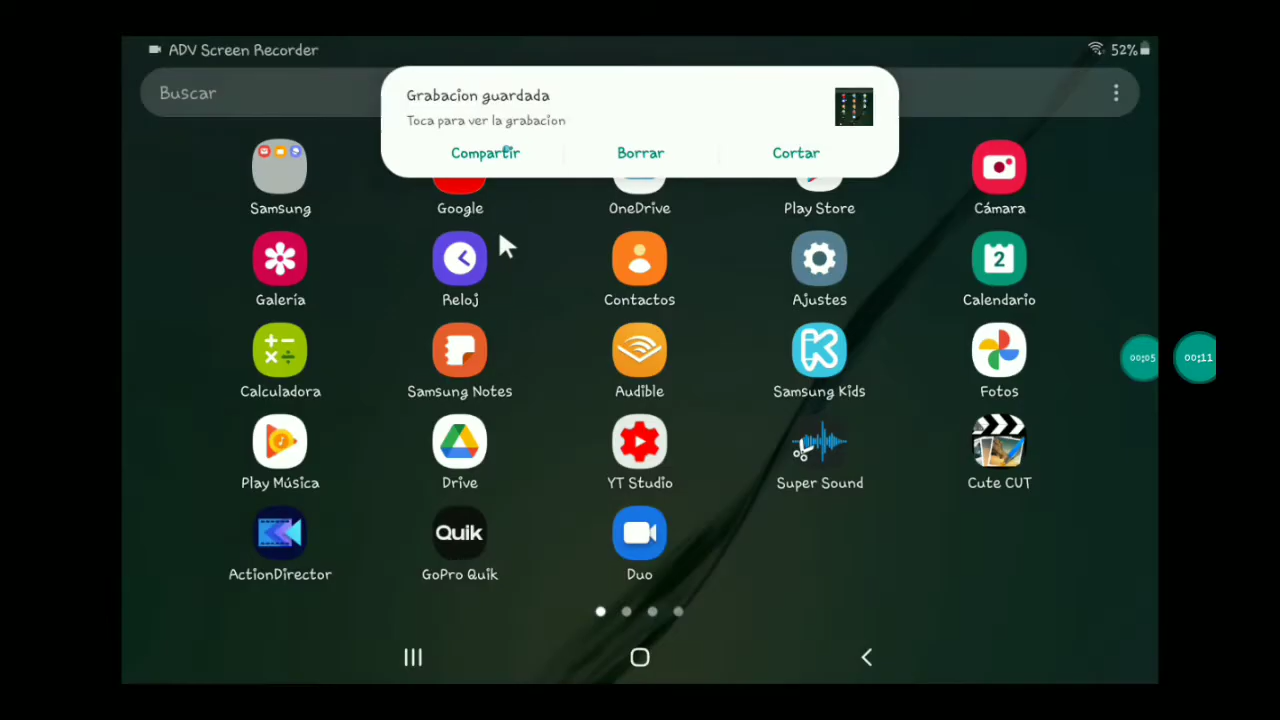 ADV Screen Recorder
52%
Buscar
Grabacion guardada
Toca para ver la grabacion
Compartir Borrar Cortar
Samsung Google OneDrive Play Store Cámara
2
Galería Reloj Contactos Ajustes Calendario
Calculadora Samsung Notes Audible Samsung Kids Fotos
00:05 00:11
Play Música Drive YT Studio Super Sound Cute CUT
Quik
ActionDirector GoPro Quik Duo